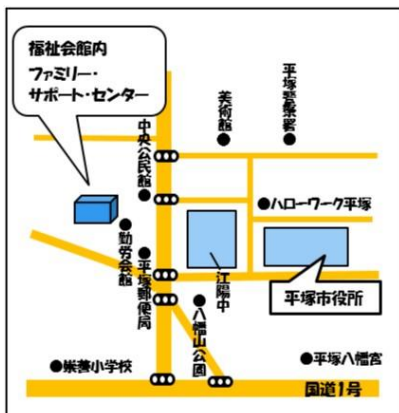 福祉会館内
ファミリー・
サポート・センター
中央公民館
美術館
平塚警察署
ハローワーク平塚
勤労会館
平塚郵便局
江陽中
平塚市役所
八幡山公園
崇善小学校
平塚八幡宮
国道1号